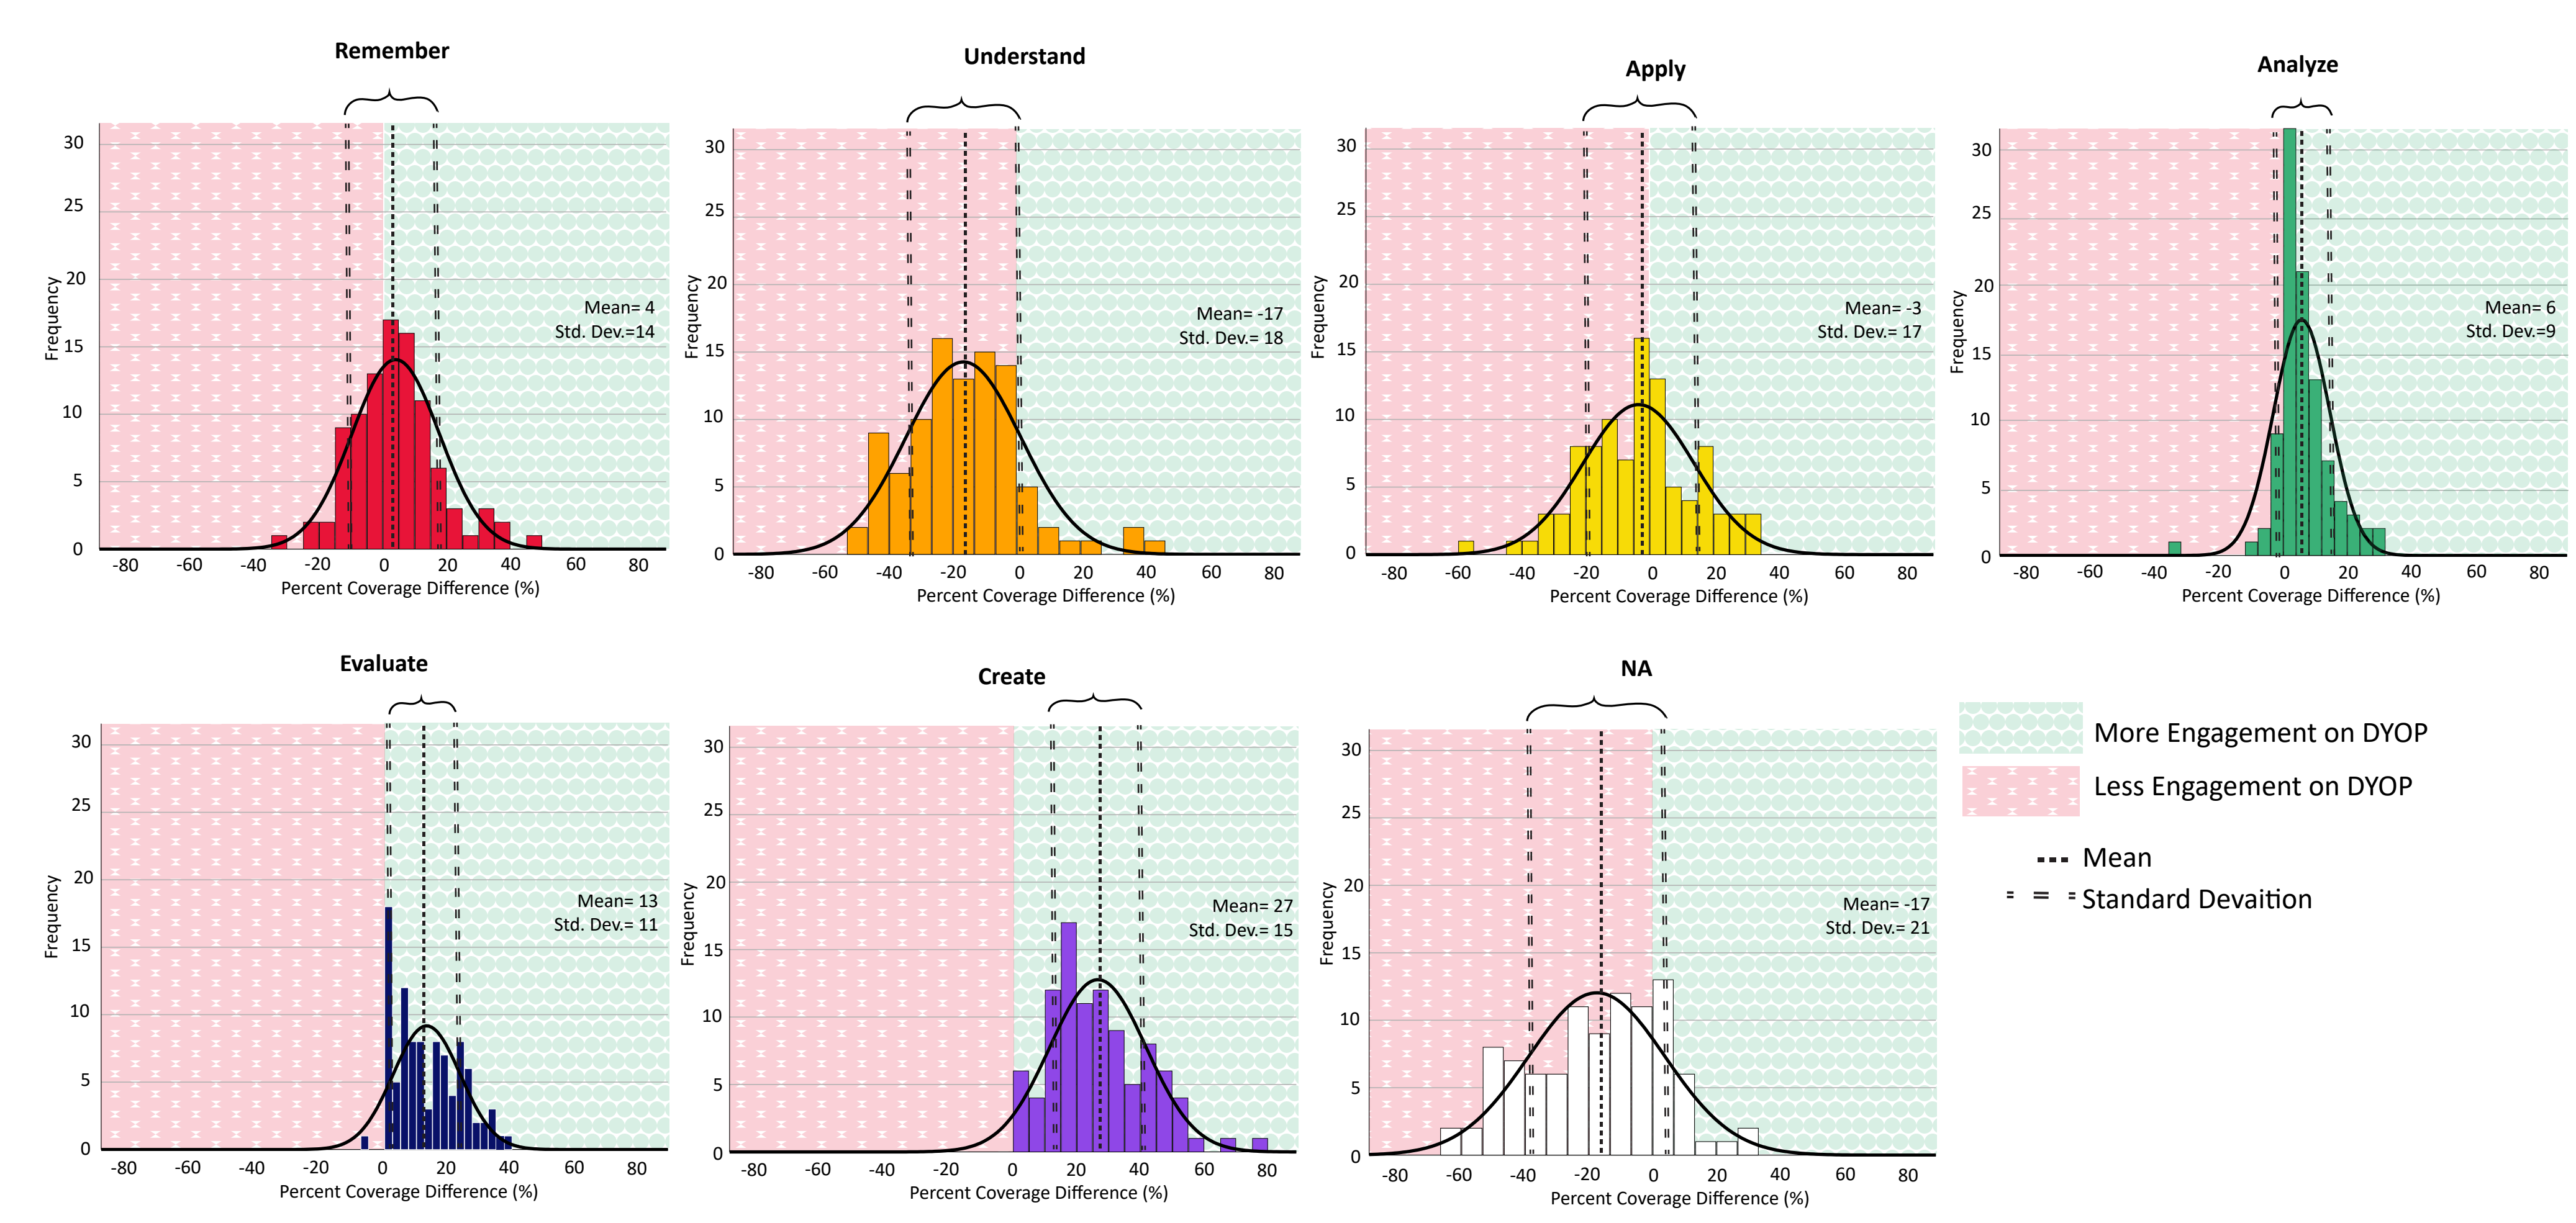 Remember
30
25
20
15
10
5
0
Frequency
Mean= 4
Std. Dev.=14
-80 -60 -40 -20 0 20 40 60 80
Percent Coverage Difference (%)
Understand
30
25
20
15
10
5
0
Frequency
Mean= -17
Std. Dev.= 18
-80 -60 -40 -20 0 20 40 60 80
Percent Coverage Difference (%)
Apply
30
25
20
15
10
5
0
Frequency
Mean= -3
Std. Dev.= 17
-80 -60 -40 -20 0 20 40 60 80
Percent Coverage Difference (%)
Analyze
30
25
20
15
10
5
0
Frequency
Mean= 6
Std. Dev.=9
-80 -60 -40 -20 0 20 40 60 80
Percent Coverage Difference (%)
Evaluate
30
25
20
15
10
5
0
Frequency
Mean= 13
Std. Dev.= 11
-80 -60 -40 -20 0 20 40 60 80
Percent Coverage Difference (%)
Create
30
25
20
15
10
5
0
Frequency
Mean= 27
Std. Dev.= 15
-80 -60 -40 -20 0 20 40 60 80
Percent Coverage Difference (%)
NA
30
25
20
15
10
5
0
Frequency
Mean= -17
Std. Dev.= 21
-80 -60 -40 -20 0 20 40 60 80
Percent Coverage Difference (%)
More Engagement on DYOP
Less Engagement on DYOP
Mean
Standard Devaition